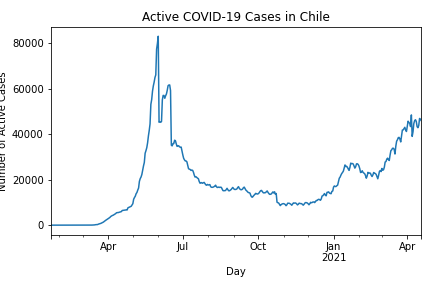 Active COVID-19 Cases in Chile
80000
60000
40000
20000
0
Number of Active Cases
Apr
Jul
Oct
Jan
2021
Apr
Day